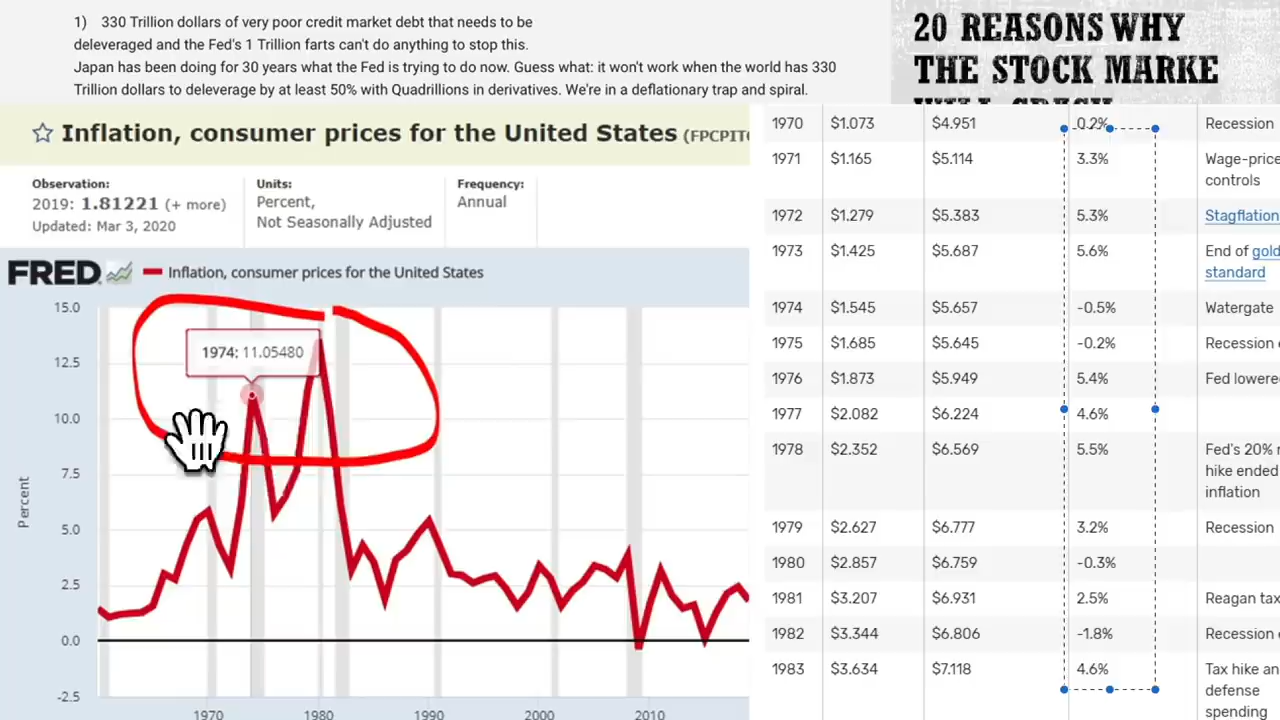 1) 330 Trillion dollars of very poor credit market debt that needs to be
deleveraged and the Fed's 1 Trillion farts can't do anything to stop this.
Japan has been doing for 30 years what the Fed is trying to do now. Guess what: it won't work when the world has 330
Trillion dollars to deleverage by at least 50% with Quadrillions in derivatives. We're in a deflationary trap and spiral.
20 REASONS WHY
THE STOCK MARKE
WILL CRASH
Inflation, consumer prices for the United States (FPCPITO
Observation:
2019: 1.81221 (+ more)
Updated: Mar 3, 2020
Units:
Percent,
Not Seasonally Adjusted
Frequency:
Annual
FRED
Inflation, consumer prices for the United States
15.0
12.5
10.0
7.5
5.0
2.5
0.0
-2.5
Percent
1974: 11.05480
1970 1980 1990 2000 2010
1970 $1.073 $4.951 0.2% Recession
1971 $1.165 $5.114 3.3% Wage-price
controls
1972 $1.279 $5.383 5.3% Stagflation
1973 $1.425 $5.687 5.6% End of gold
standard
1974 $1.545 $5.657 -0.5% Watergate
1975 $1.685 $5.645 -0.2% Recession e
1976 $1.873 $5.949 5.4% Fed lowered
1977 $2.082 $6.224 4.6%
1978 $2.352 $6.569 5.5% Fed's 20% r
hike ended
inflation
1979 $2.627 $6.777 3.2% Recession
1980 $2.857 $6.759 -0.3%
1981 $3.207 $6.931 2.5% Reagan tax
1982 $3.344 $6.806 -1.8% Recession e
1983 $3.634 $7.118 4.6% Tax hike an
defense
spending